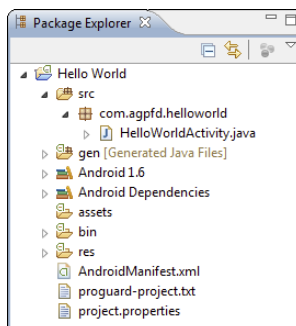 Package Explorer
Hello World
src
com.agpfd.helloworld
HelloWorldActivity.java
gen [Generated Java Files]
Android 1.6
Android Dependencies
assets
bin
res
AndroidManifest.xml
proguard-project.txt
project.properties